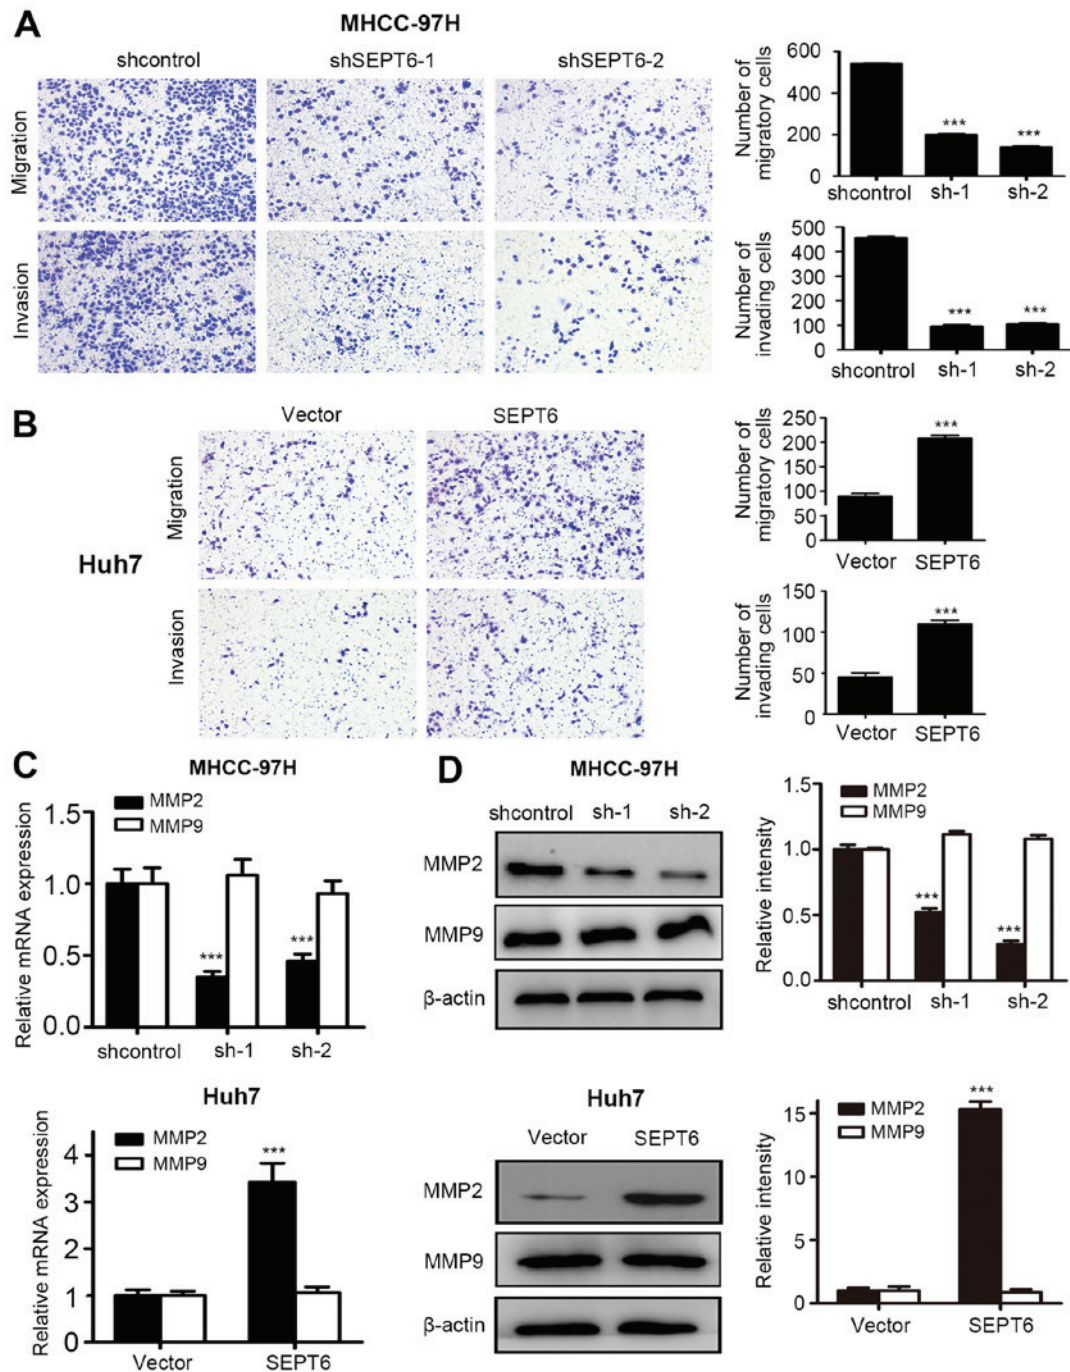 A
MHCC-97H
shcontrol shSEPT6-1 shSEPT6-2
Migration
Invasion
Number of
migratory cells
600
400
200
0
***
***
shcontrol sh-1 sh-2
Number of
invading cells
500
400
300
200
100
0
***
***
shcontrol sh-1 sh-2
B
Vector SEPT6
Huh7
Migration
Invasion
Number of
migratory cells
250
200
150
100
50
0
***
Vector SEPT6
Number of
invading cells
150
100
50
0
***
Vector SEPT6
C
MHCC-97H
Relative mRNA expression
1.5
1.0
0.5
0.0
MMP2
MMP9
***
***
shcontrol sh-1 sh-2
Huh7
Relative mRNA expression
4
3
2
1
0
MMP2
MMP9
***
Vector SEPT6
D
MHCC-97H
shcontrol sh-1 sh-2
MMP2
MMP9
β-actin
Relative intensity
1.5
1.0
0.5
0.0
MMP2
MMP9
***
***
shcontrol sh-1 sh-2
Huh7
Vector SEPT6
MMP2
MMP9
β-actin
Relative intensity
15
10
5
0
MMP2
MMP9
***
Vector SEPT6